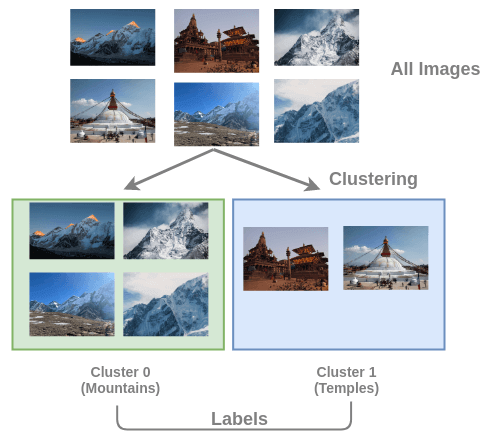 All Images
Clustering
Cluster 0
(Mountains)
Cluster 1
(Temples)
Labels